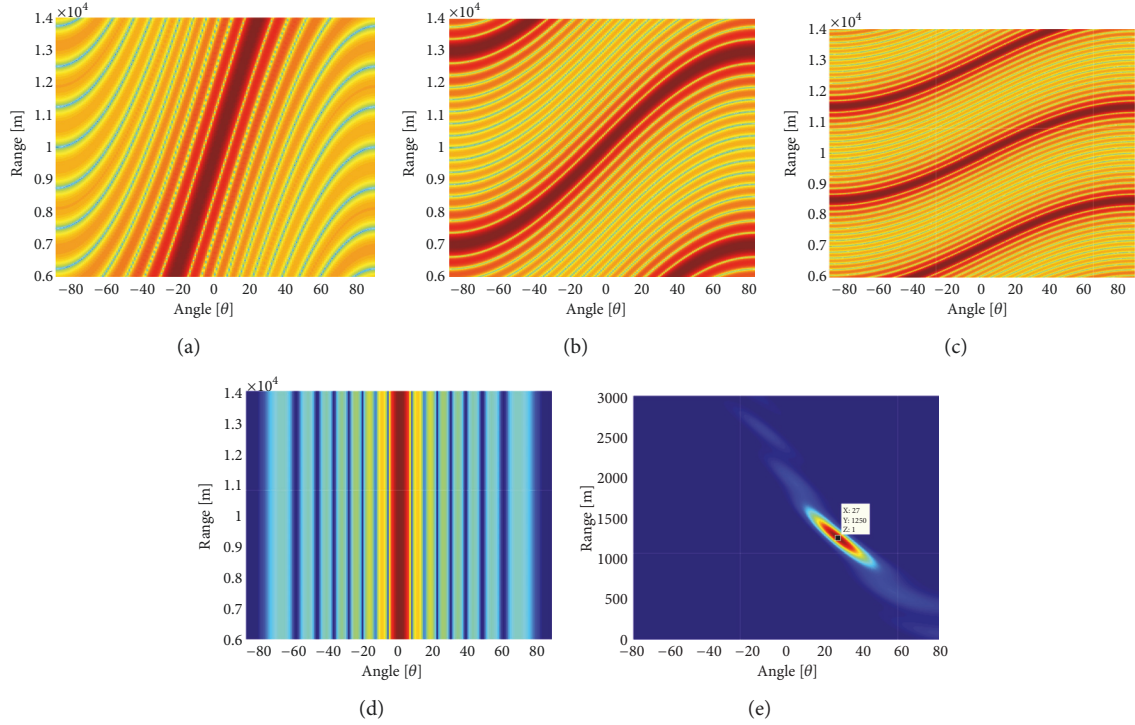 ×10⁴
1.4
1.3
1.2
1.1
1
0.9
0.8
0.7
0.6
Range [m]
−80 −60 −40 −20 0 20 40 60 80
Angle [θ]
(a)
×10⁴
1.4
1.3
1.2
1.1
1
0.9
0.8
0.7
0.6
Range [m]
−80 −60 −40 −20 0 20 40 60 80
Angle [θ]
(b)
×10⁴
1.4
1.3
1.2
1.1
1
0.9
0.8
0.7
0.6
Range [m]
−80 −60 −40 −20 0 20 40 60 80
Angle [θ]
(c)
×10⁴
1.4
1.3
1.2
1.1
1
0.9
0.8
0.7
0.6
Range [m]
−80 −60 −40 −20 0 20 40 60 80
Angle [θ]
(d)
3000
2500
2000
1500
1000
500
0
Range [m]
X: 27
Y: 1250
Z: 1
−80 −60 −40 −20 0 20 40 60 80
Angle [θ]
(e)